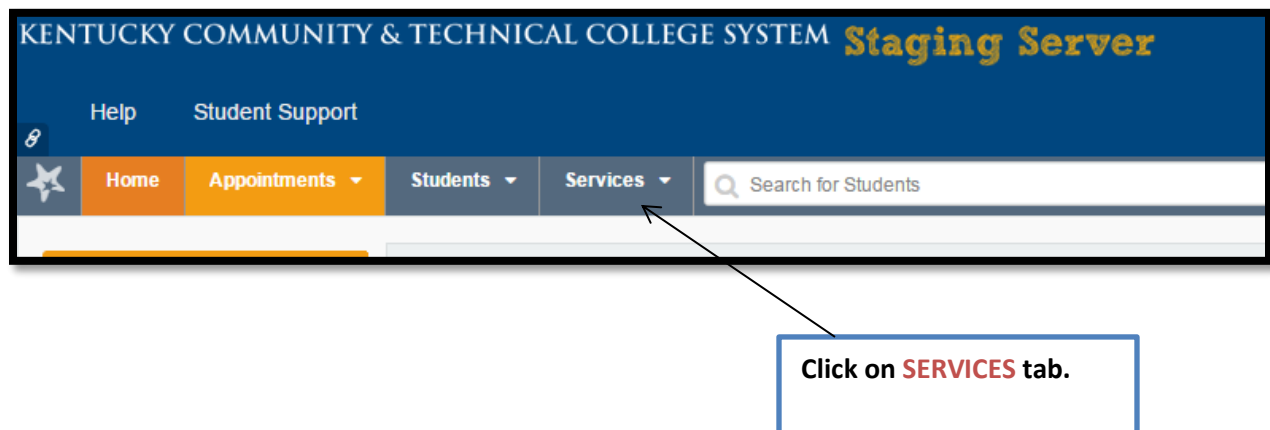 KENTUCKY COMMUNITY & TECHNICAL COLLEGE SYSTEM Staging Server
Help Student Support
Home Appointments Students Services Search for Students
Click on SERVICES tab.